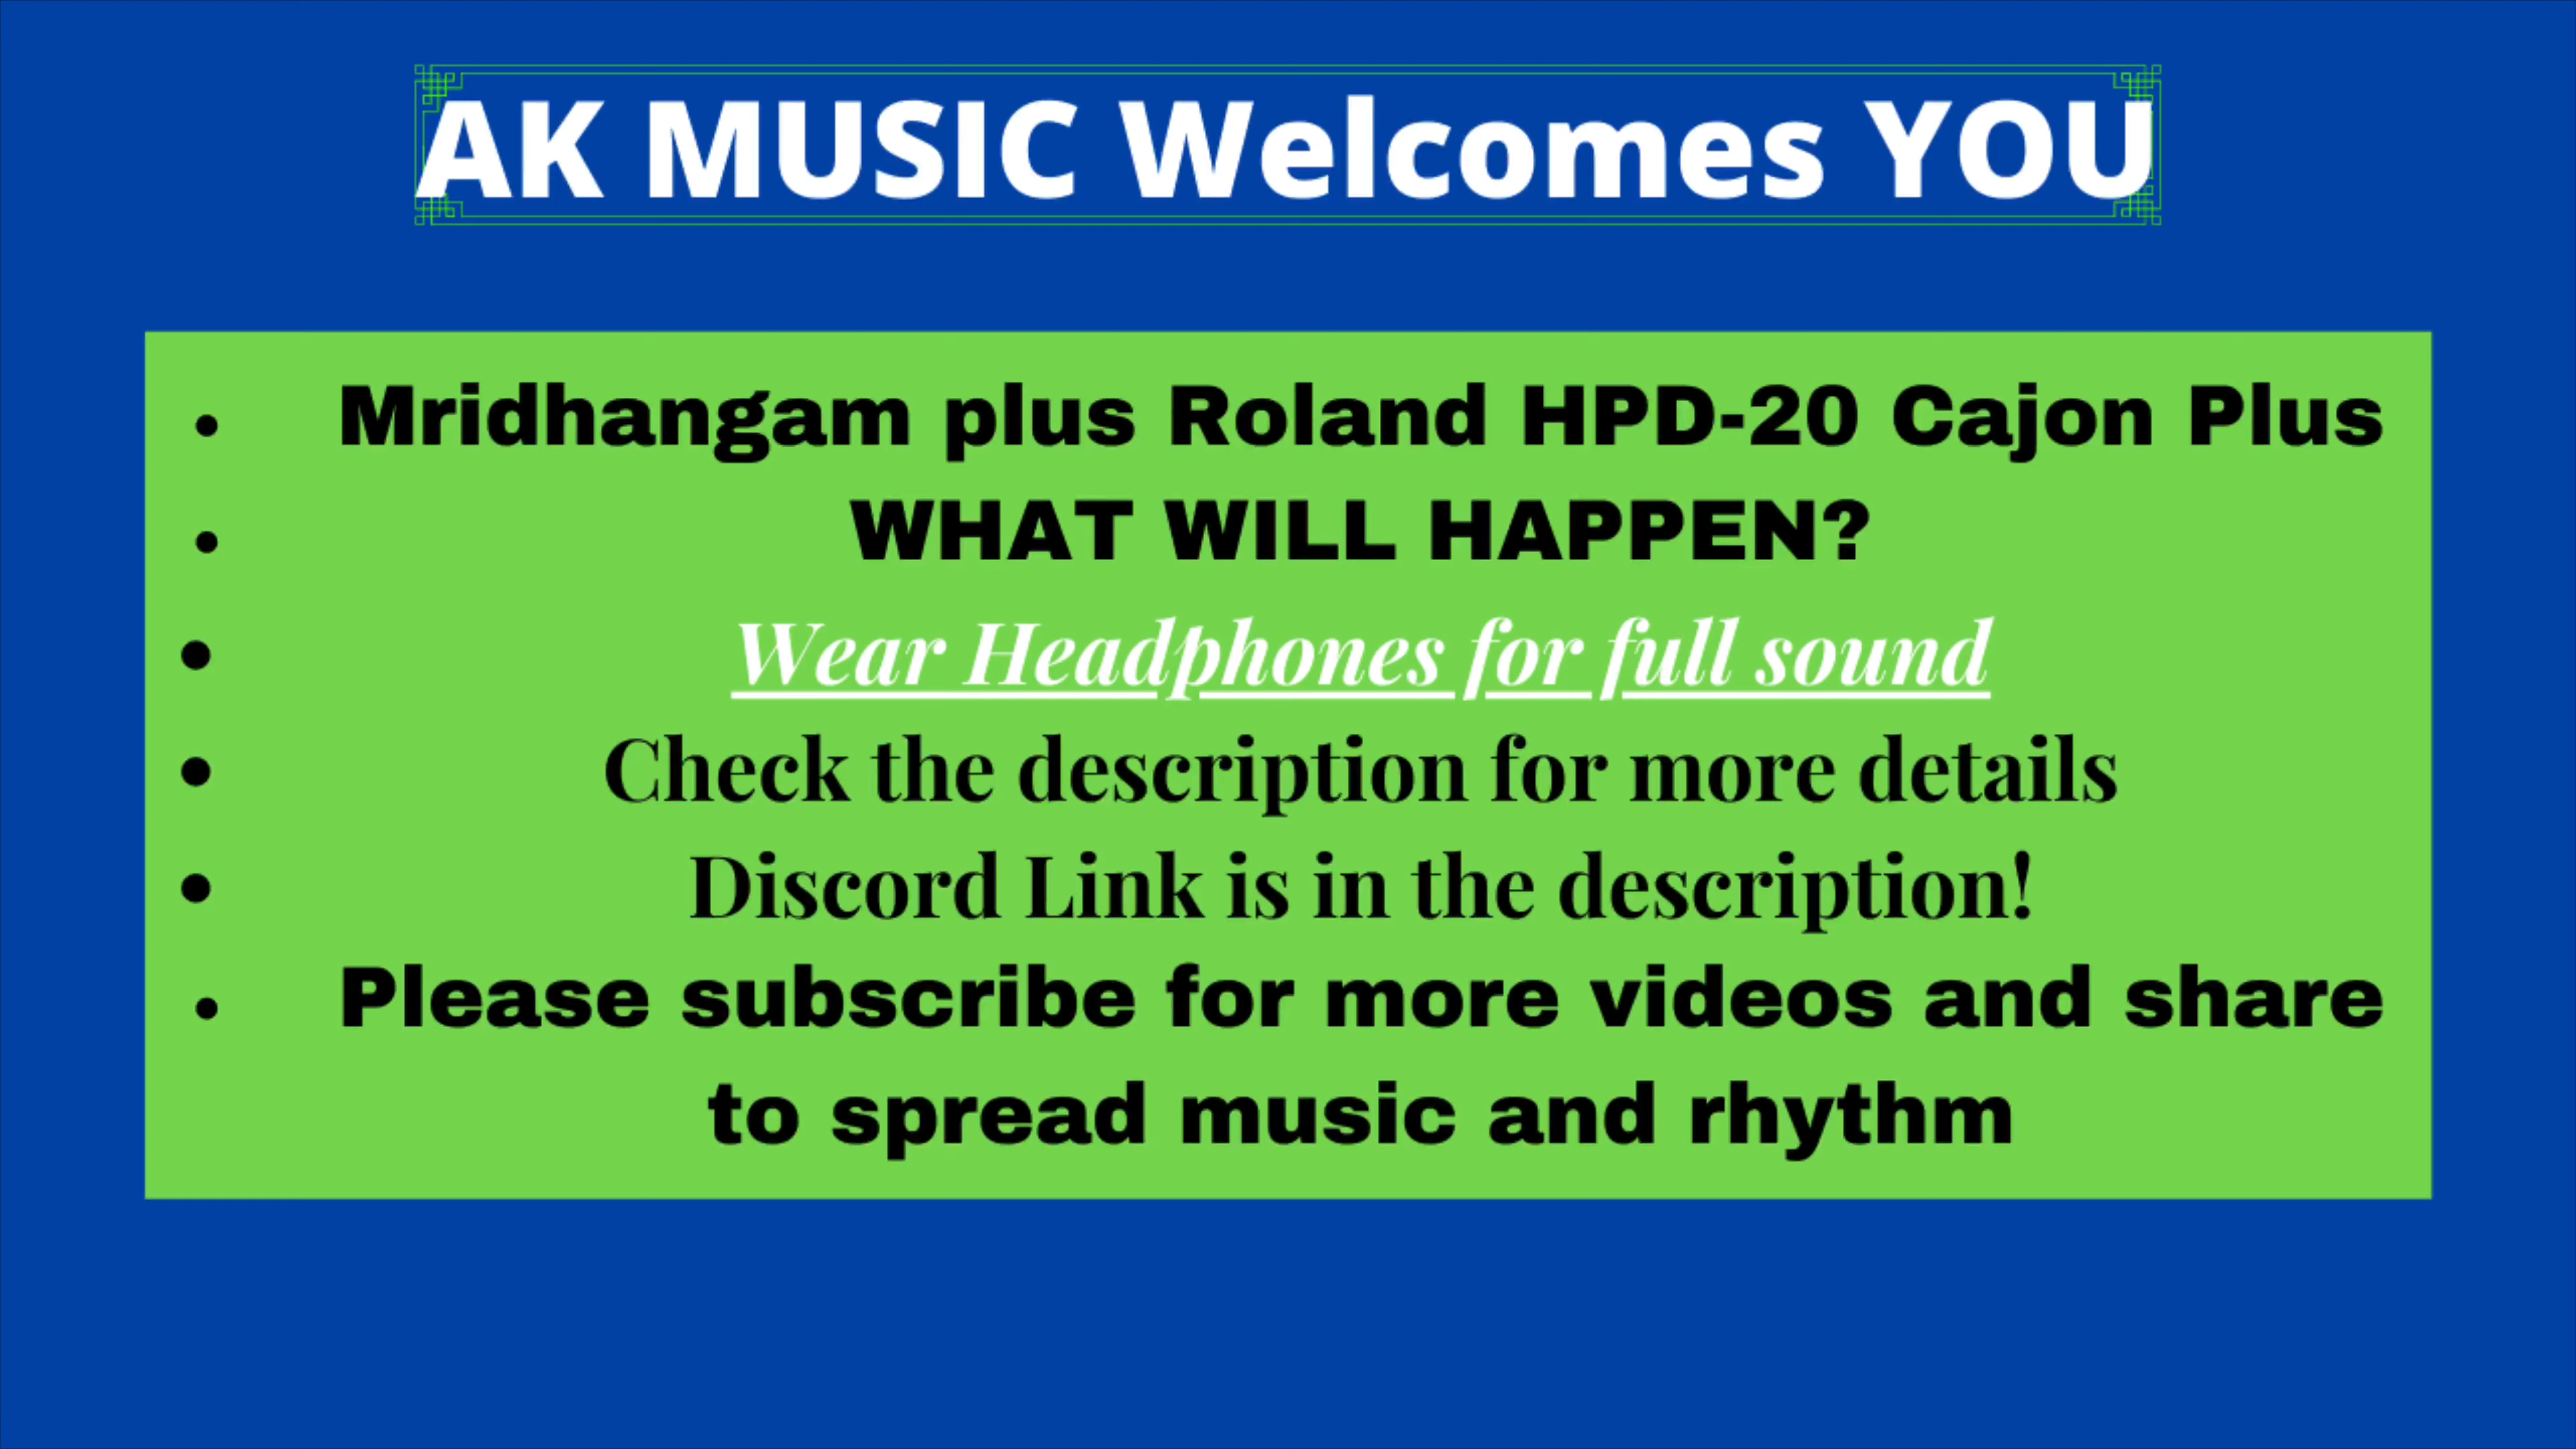 AK MUSIC Welcomes YOU
• Mridhangam plus Roland HPD-20 Cajon Plus
• WHAT WILL HAPPEN?
• Wear Headphones for full sound
• Check the description for more details
• Discord Link is in the description!
• Please subscribe for more videos and share
to spread music and rhythm